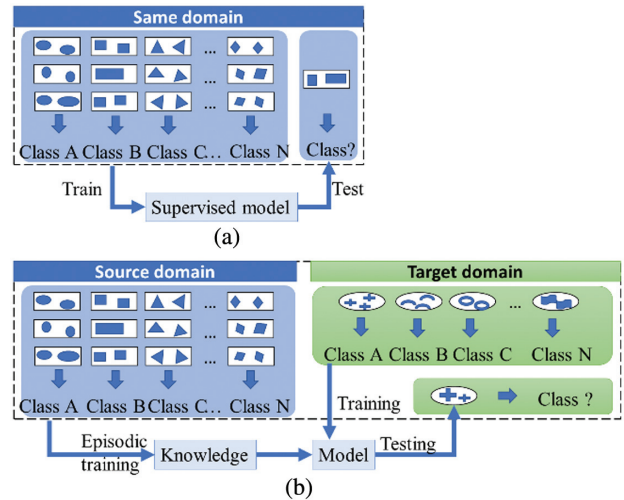 Same domain
...
...
...
Class A Class B Class C... Class N Class?
Train Test
Supervised model
(a)
Source domain Target domain
...
...
...
...
Class A Class B Class C Class N
Class ?
Class A Class B Class C.. Class N
Training
Episodic
training
Knowledge Model Testing
(b)